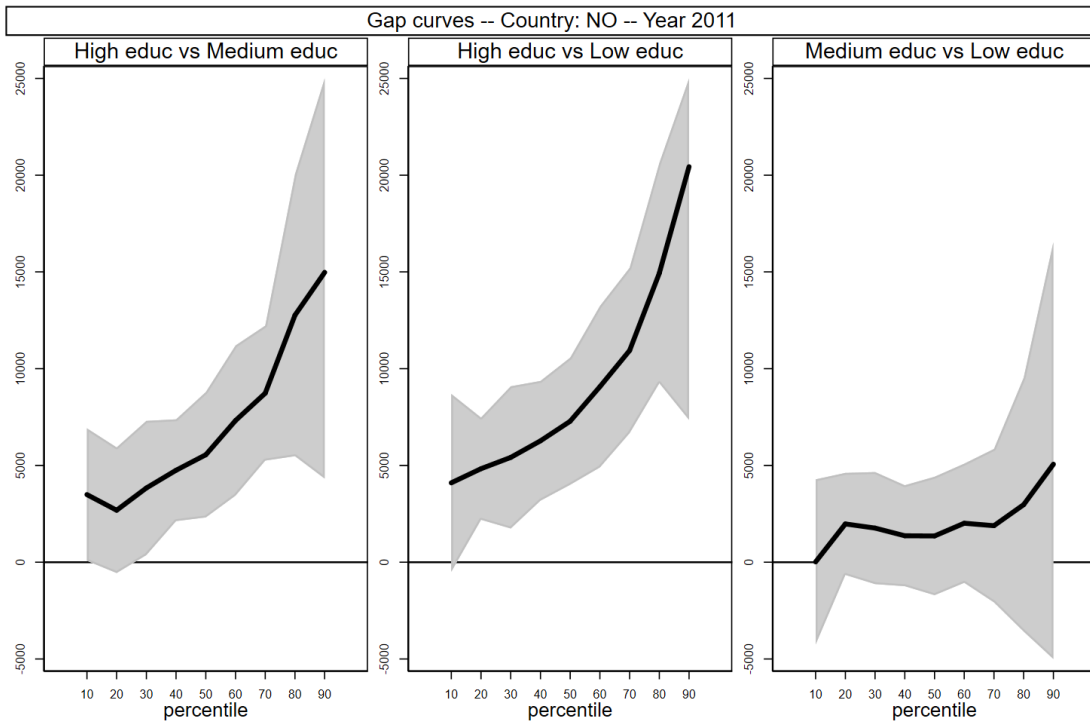 Gap curves -- Country: NO -- Year 2011
High educ vs Medium educ
25000
20000
15000
10000
5000
0
-5000
10 20 30 40 50 60 70 80 90
percentile
High educ vs Low educ
25000
20000
15000
10000
5000
0
-5000
10 20 30 40 50 60 70 80 90
percentile
Medium educ vs Low educ
25000
20000
15000
10000
5000
0
-5000
10 20 30 40 50 60 70 80 90
percentile